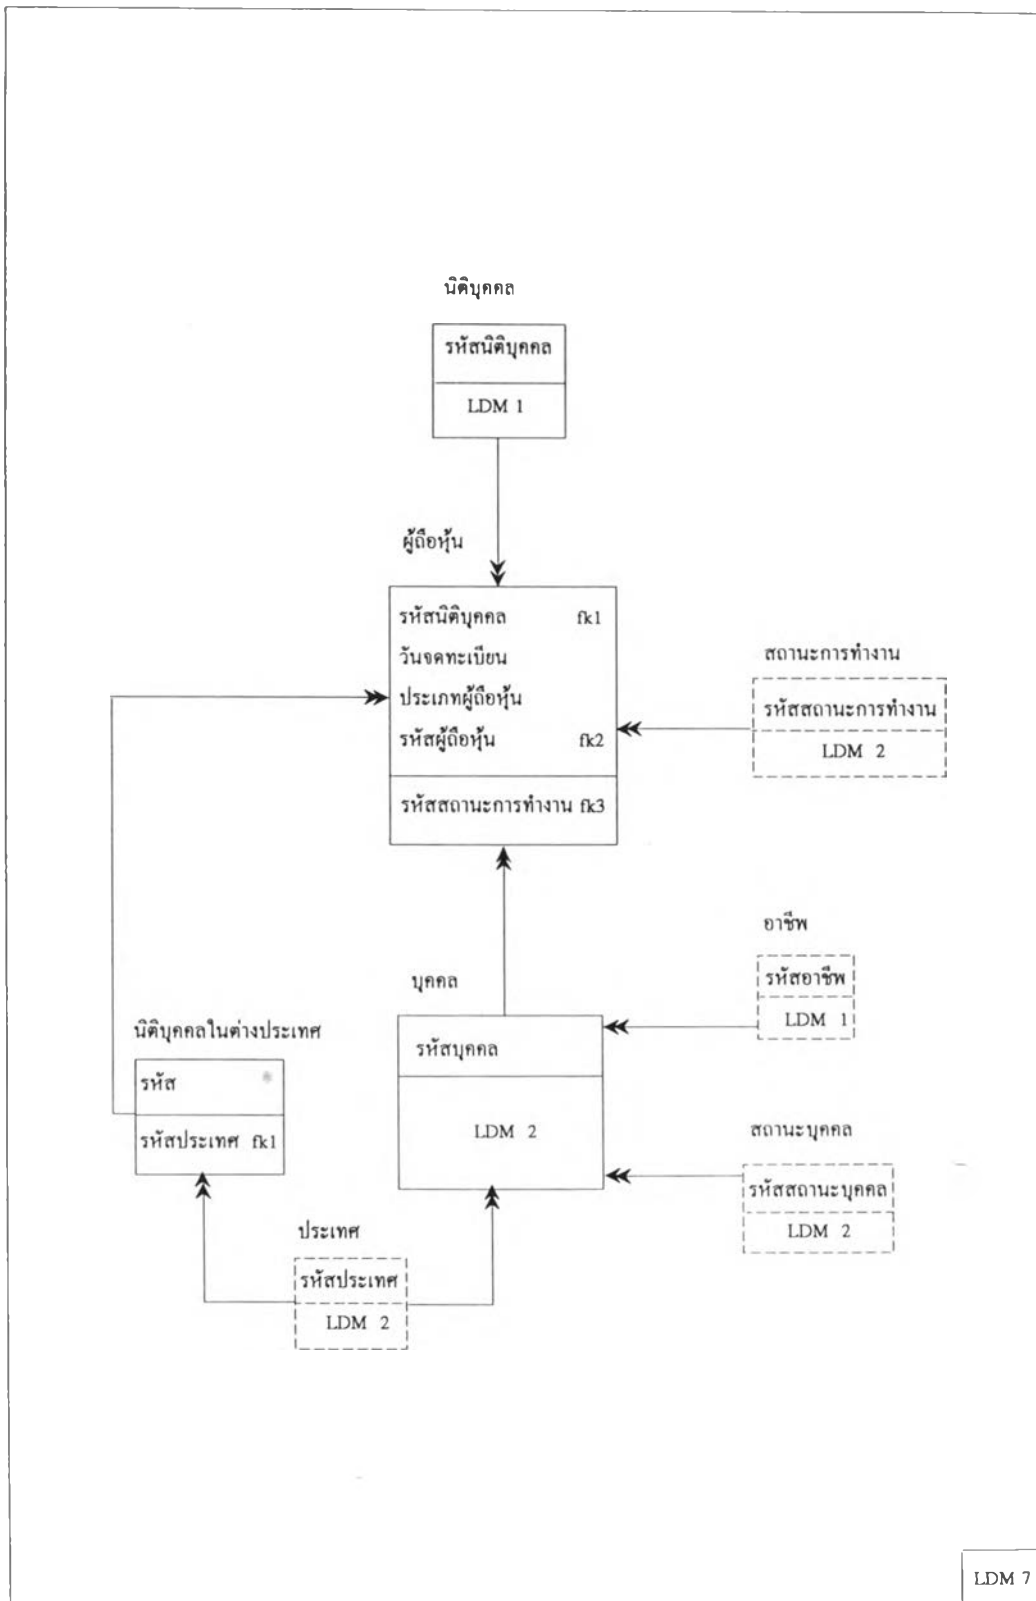 นิติบุคคล
รหัสนิติบุคคล
LDM 1
ผู้ถือหุ้น
รหัสนิติบุคคล fk1
วันจดทะเบียน
ประเภทผู้ถือหุ้น
รหัสผู้ถือหุ้น fk2
รหัสสถานะการทำงาน fk3
สถานะการทำงาน
รหัสสถานะการทำงาน
LDM 2
อาชีพ
รหัสอาชีพ
LDM 1
บุคคล
รหัสบุคคล
LDM 2
นิติบุคคลในต่างประเทศ
รหัส
รหัสประเทศ fk1
สถานะบุคคล
รหัสสถานะบุคคล
LDM 2
ประเทศ
รหัสประเทศ
LDM 2
LDM 7